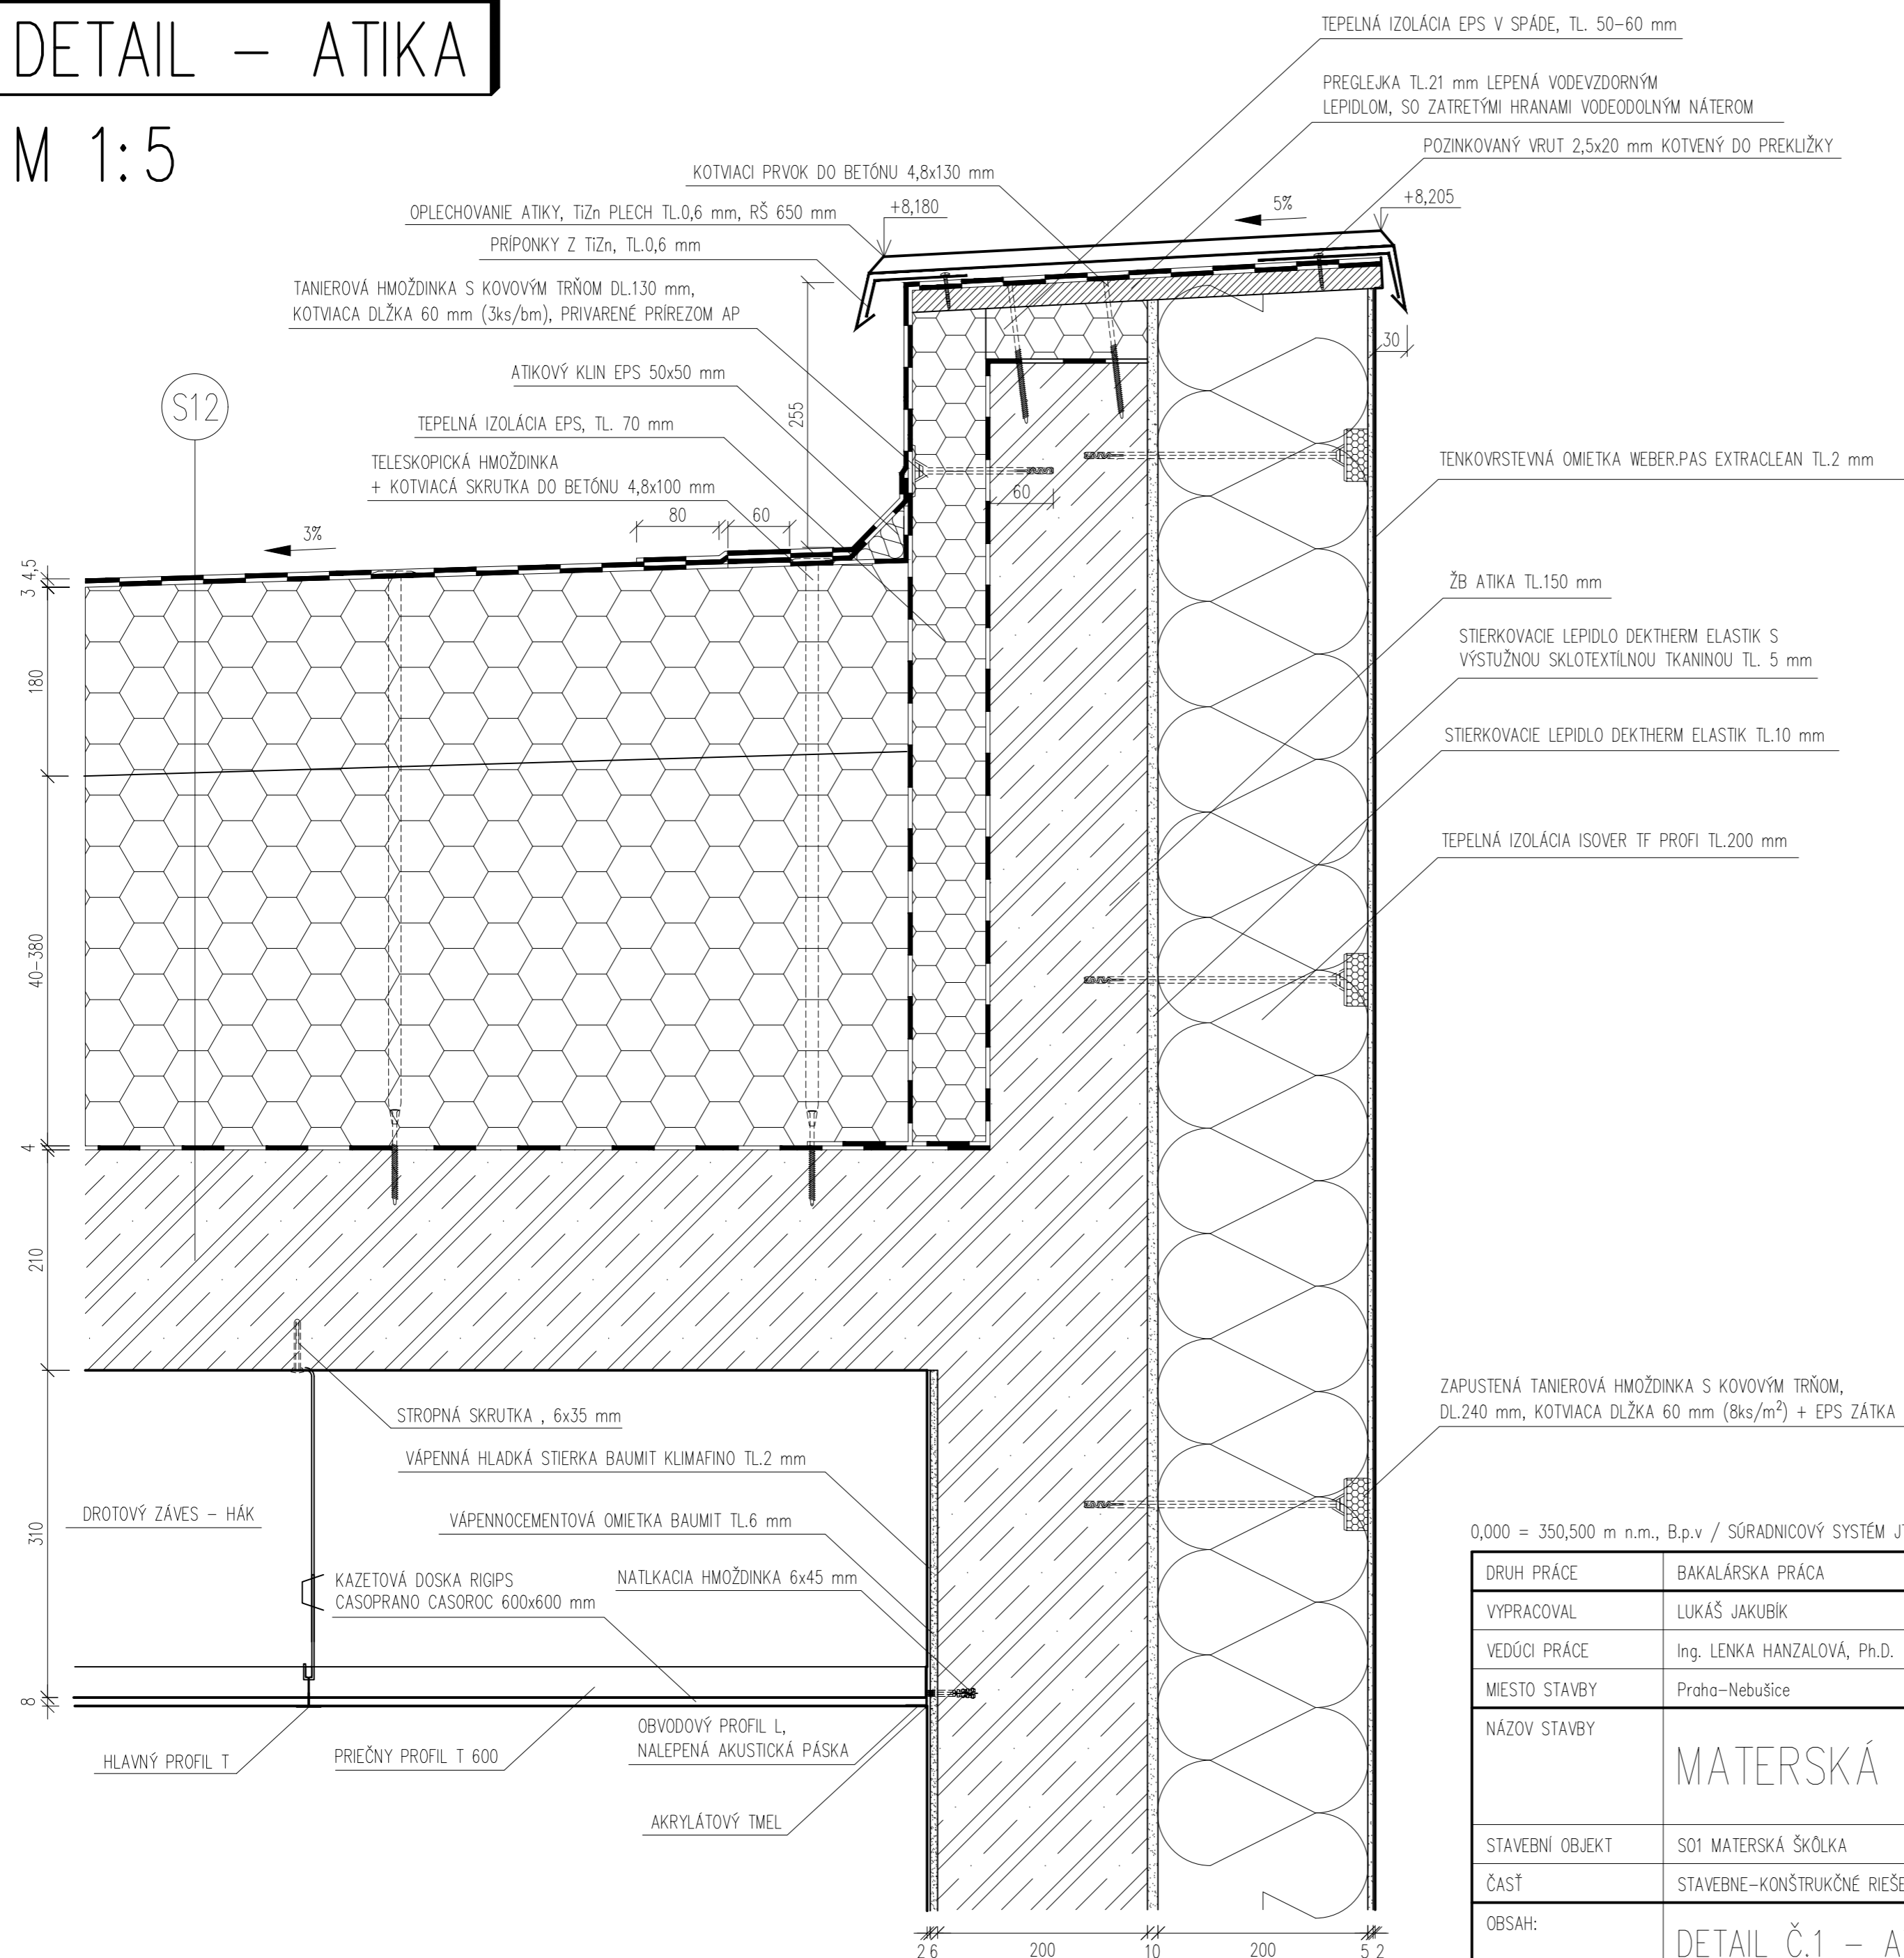 DETAIL – ATIKA
M 1:5
TEPELNÁ IZOLÁCIA EPS V SPÁDE, TL. 50–60 mm
PREGLEJKA TL.21 mm LEPENÁ VODEVZDORNÝM
LEPIDLOM, SO ZATRETÝMI HRANAMI VODEODOLNÝM NÁTEROM
POZINKOVANÝ VRUT 2,5x20 mm KOTVENÝ DO PREKLIŽKY
KOTVIACI PRVOK DO BETÓNU 4,8x130 mm
OPLECHOVANIE ATIKY, TiZn PLECH TL.0,6 mm, RŠ 650 mm
+8,180
5%
+8,205
PRÍPONKY Z TiZn, TL.0,6 mm
TANIEROVÁ HMOŽDINKA S KOVOVÝM TRŇOM DL.130 mm,
KOTVIACA DLŽKA 60 mm (3ks/bm), PRIVARENÉ PRÍREZOM AP
30
ATIKOVÝ KLIN EPS 50x50 mm
S12
255
TEPELNÁ IZOLÁCIA EPS, TL. 70 mm
TELESKOPICKÁ HMOŽDINKA
+ KOTVIACÁ SKRUTKA DO BETÓNU 4,8x100 mm
TENKOVRSTEVNÁ OMIETKA WEBER.PAS EXTRACLEAN TL.2 mm
60
80
60
3%
3 4,5
ŽB ATIKA TL.150 mm
STIERKOVACIE LEPIDLO DEKTHERM ELASTIK S
VÝSTUŽNOU SKLOTEXTÍLNOU TKANINOU TL. 5 mm
180
STIERKOVACIE LEPIDLO DEKTHERM ELASTIK TL.10 mm
TEPELNÁ IZOLÁCIA ISOVER TF PROFI TL.200 mm
40–380
4
210
ZAPUSTENÁ TANIEROVÁ HMOŽDINKA S KOVOVÝM TRŇOM,
DL.240 mm, KOTVIACA DLŽKA 60 mm (8ks/m²) + EPS ZÁTKA
STROPNÁ SKRUTKA , 6x35 mm
VÁPENNÁ HLADKÁ STIERKA BAUMIT KLIMAFINO TL.2 mm
DROTOVÝ ZÁVES – HÁK
VÁPENNOCEMENTOVÁ OMIETKA BAUMIT TL.6 mm
310
KAZETOVÁ DOSKA RIGIPS
CASOPRANO CASOROC 600x600 mm
NATLKACIA HMOŽDINKA 6x45 mm
8
OBVODOVÝ PROFIL L,
NALEPENÁ AKUSTICKÁ PÁSKA
HLAVNÝ PROFIL T
PRIEČNY PROFIL T 600
AKRYLÁTOVÝ TMEL
2 6 200 10 200 5 2
0,000 = 350,500 m n.m., B.p.v / SÚRADNICOVÝ SYSTÉM
DRUH PRÁCE BAKALÁRSKA PRÁCA
VYPRACOVAL LUKÁŠ JAKUBÍK
VEDÚCI PRÁCE Ing. LENKA HANZALOVÁ, Ph.D.
MIESTO STAVBY Praha–Nebušice
NÁZOV STAVBY
MATERSKÁ
STAVEBNÍ OBJEKT SO1 MATERSKÁ ŠKÔLKA
ČASŤ STAVEBNE–KONŠTRUKČNÉ
OBSAH:
DETAIL Č.1 –